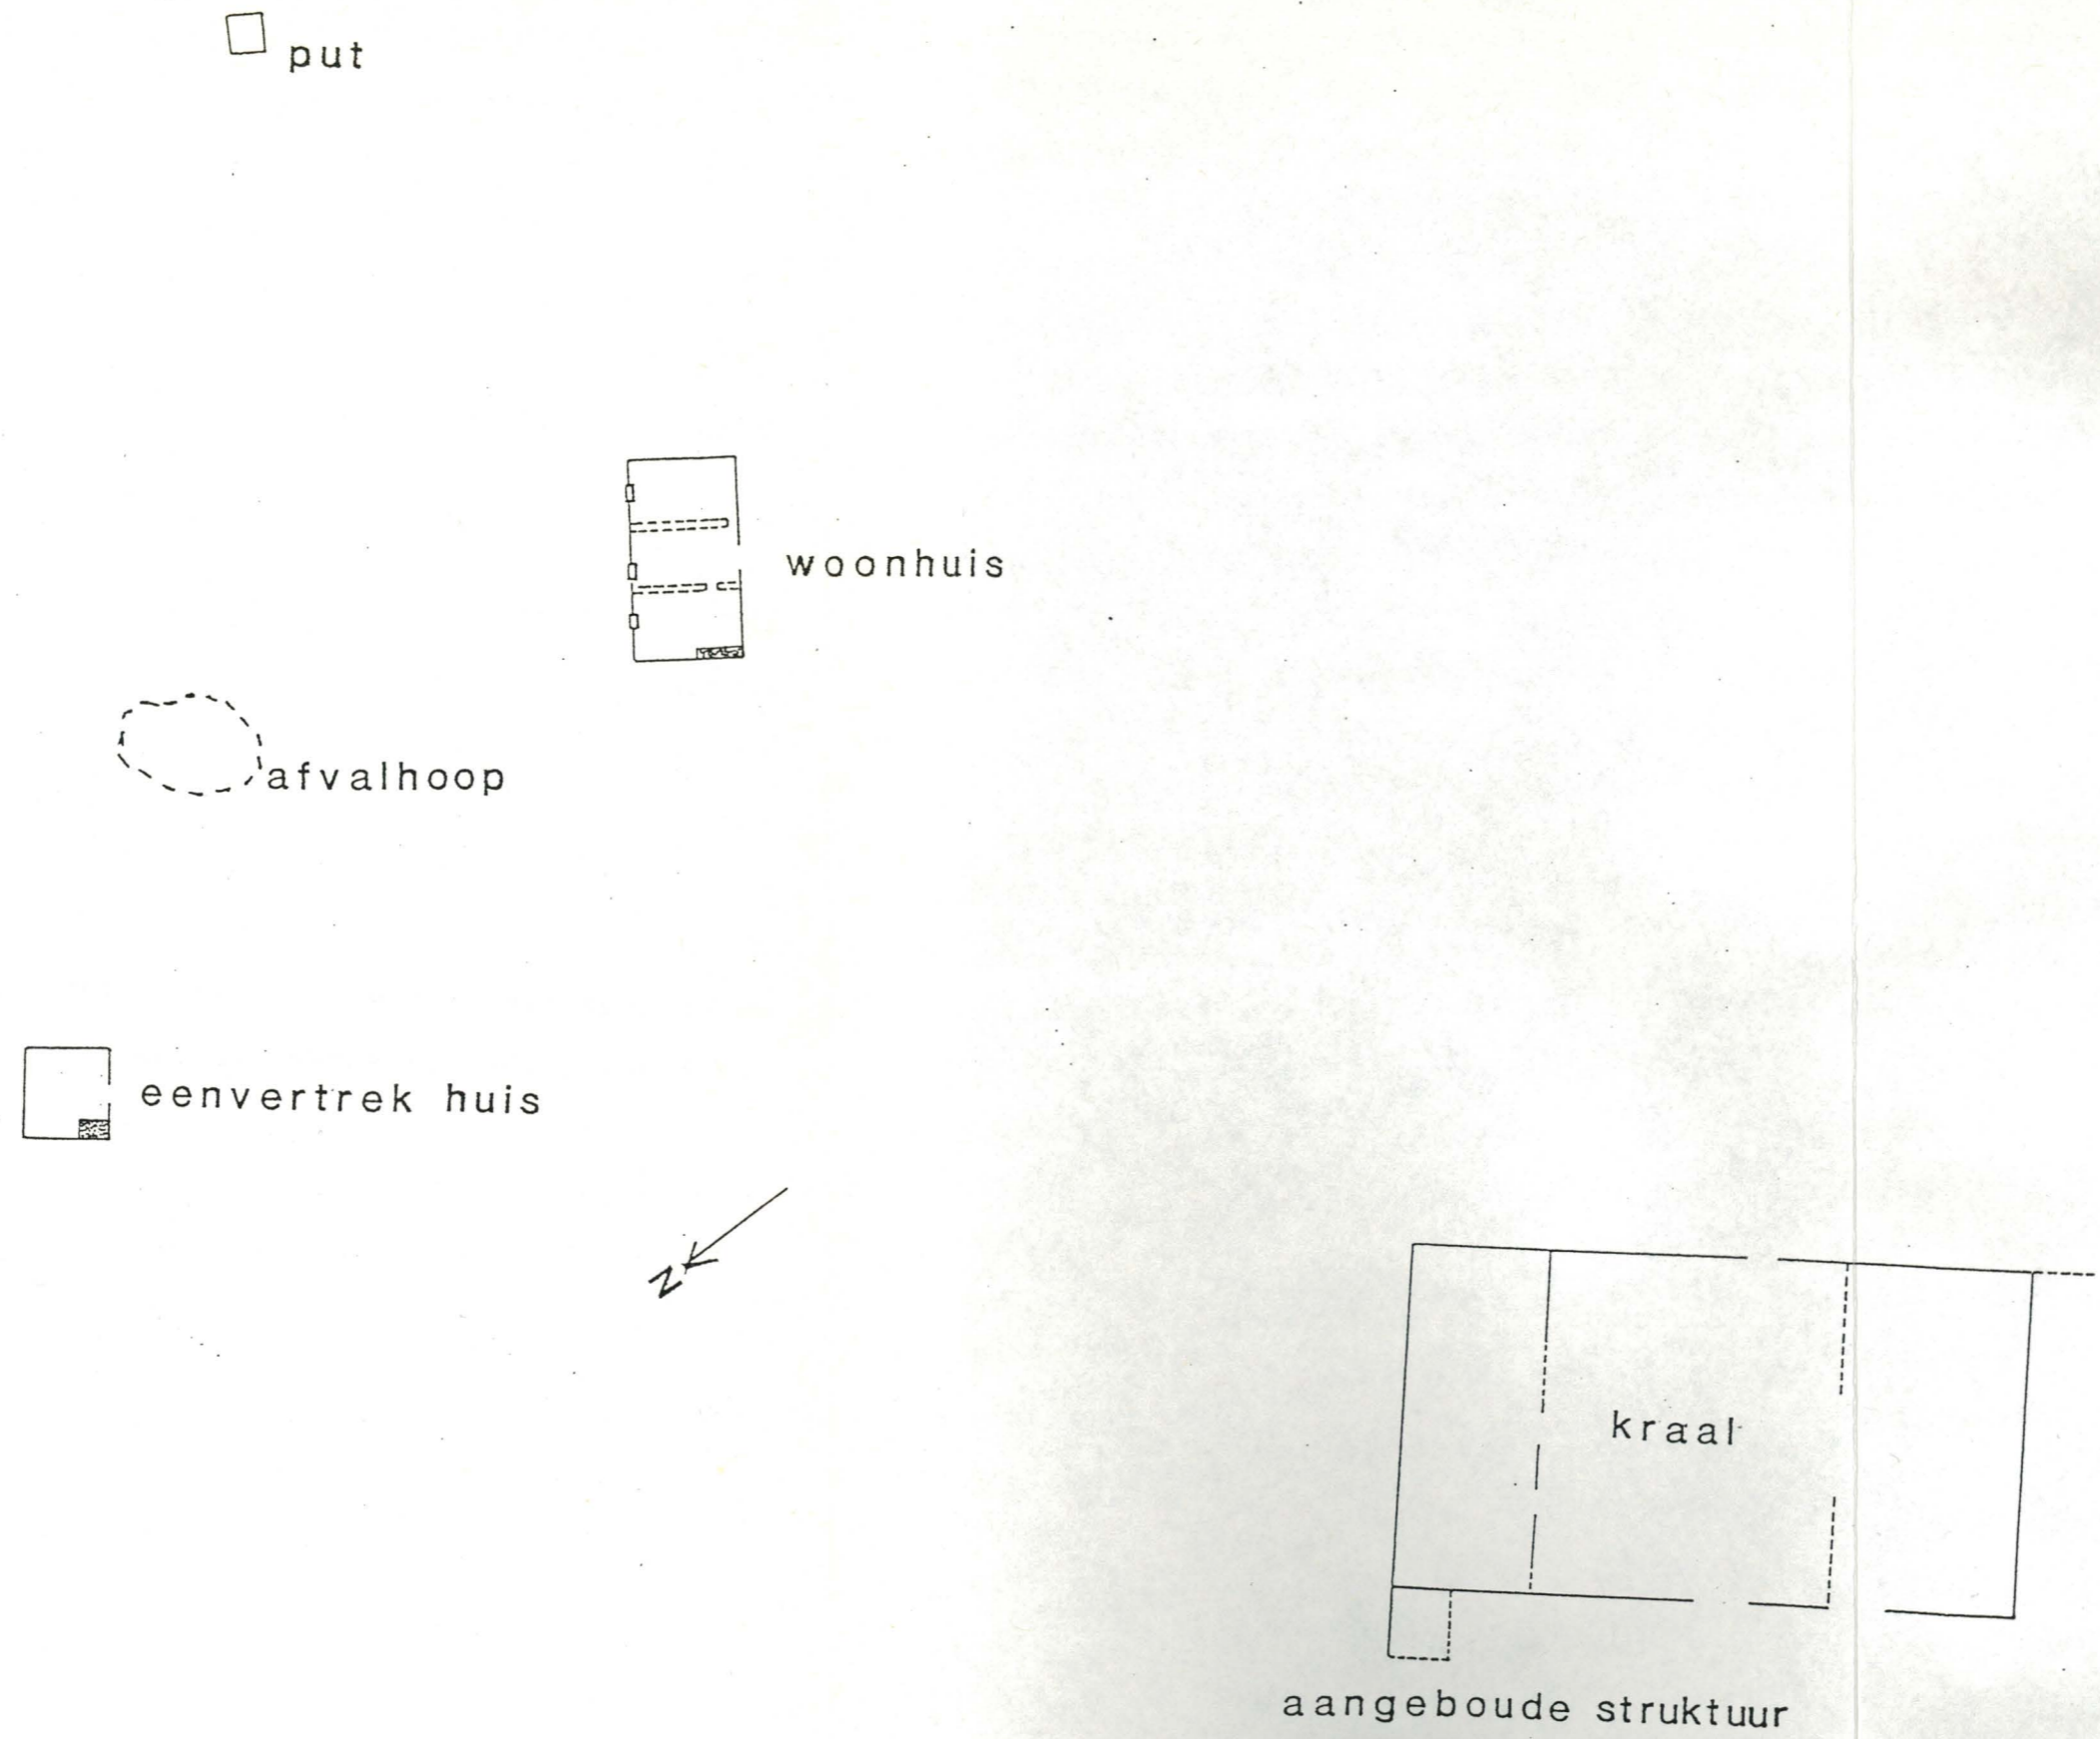 put
woonhuis
afvalhoop
eenvertrek huis
N
kraal
aangeboude struktuur